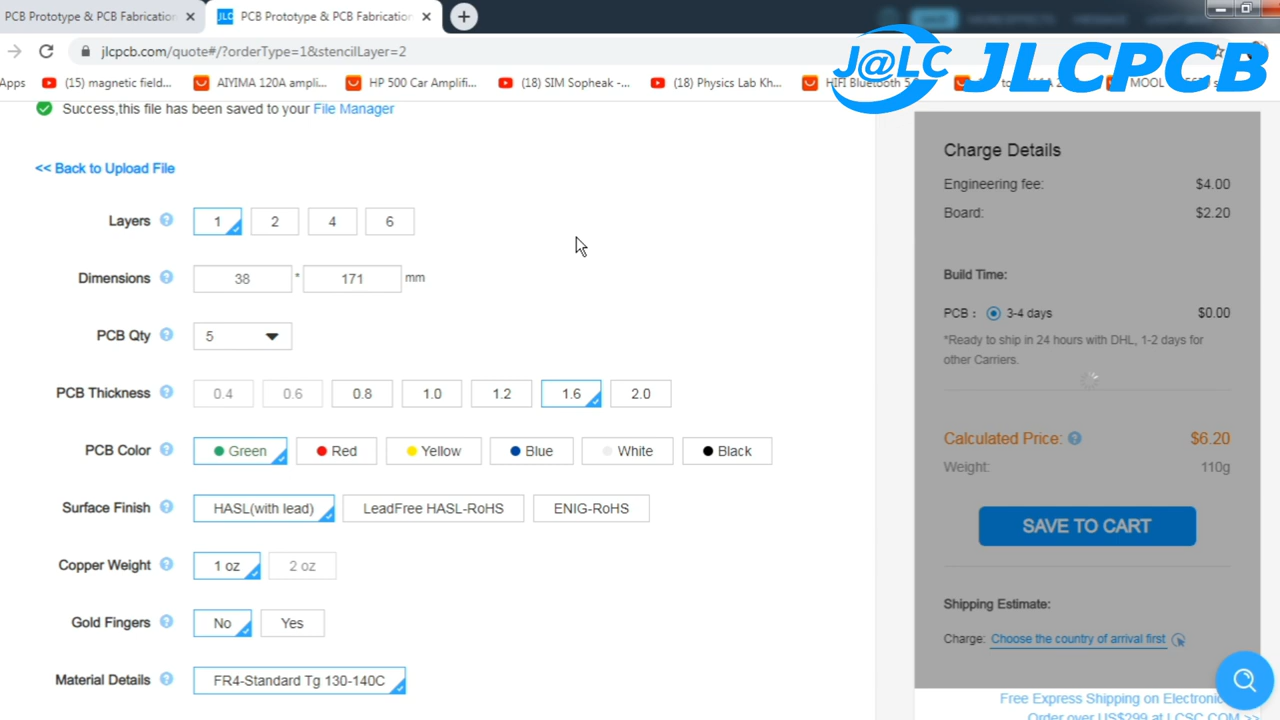 PCB Prototype & PCB Fabrication
JLC PCB Prototype & PCB Fabrication
jlcpcb.com/quote#/?orderType=1&stencilLayer=2
Apps (15) magnetic field... AIYIMA 120A ampli... HP 500 Car Amplifi... (18) SIM Sopheak -... (18) Physics Lab Kh... HIFI Bluetooth 5
MOOL
J@LC JLCPCB
Success,this file has been saved to your File Manager
<< Back to Upload File
Layers ? 1 2 4 6
Dimensions ? 38 * 171 mm
PCB Qty ? 5
PCB Thickness ? 0.4 0.6 0.8 1.0 1.2 1.6 2.0
PCB Color ? Green Red Yellow Blue White Black
Surface Finish ? HASL(with lead) LeadFree HASL-RoHS ENIG-RoHS
Copper Weight ? 1 oz 2 oz
Gold Fingers ? No Yes
Material Details ? FR4-Standard Tg 130-140C
Charge Details
Engineering fee: $4.00
Board: $2.20
Build Time:
PCB : 3-4 days $0.00
*Ready to ship in 24 hours with DHL, 1-2 days for
other Carriers.
Calculated Price: ? $6.20
Weight: 110g
SAVE TO CART
Shipping Estimate:
Charge: Choose the country of arrival first
Free Express Shipping on Electronic
Order over US$299 at LCSC.COM >>